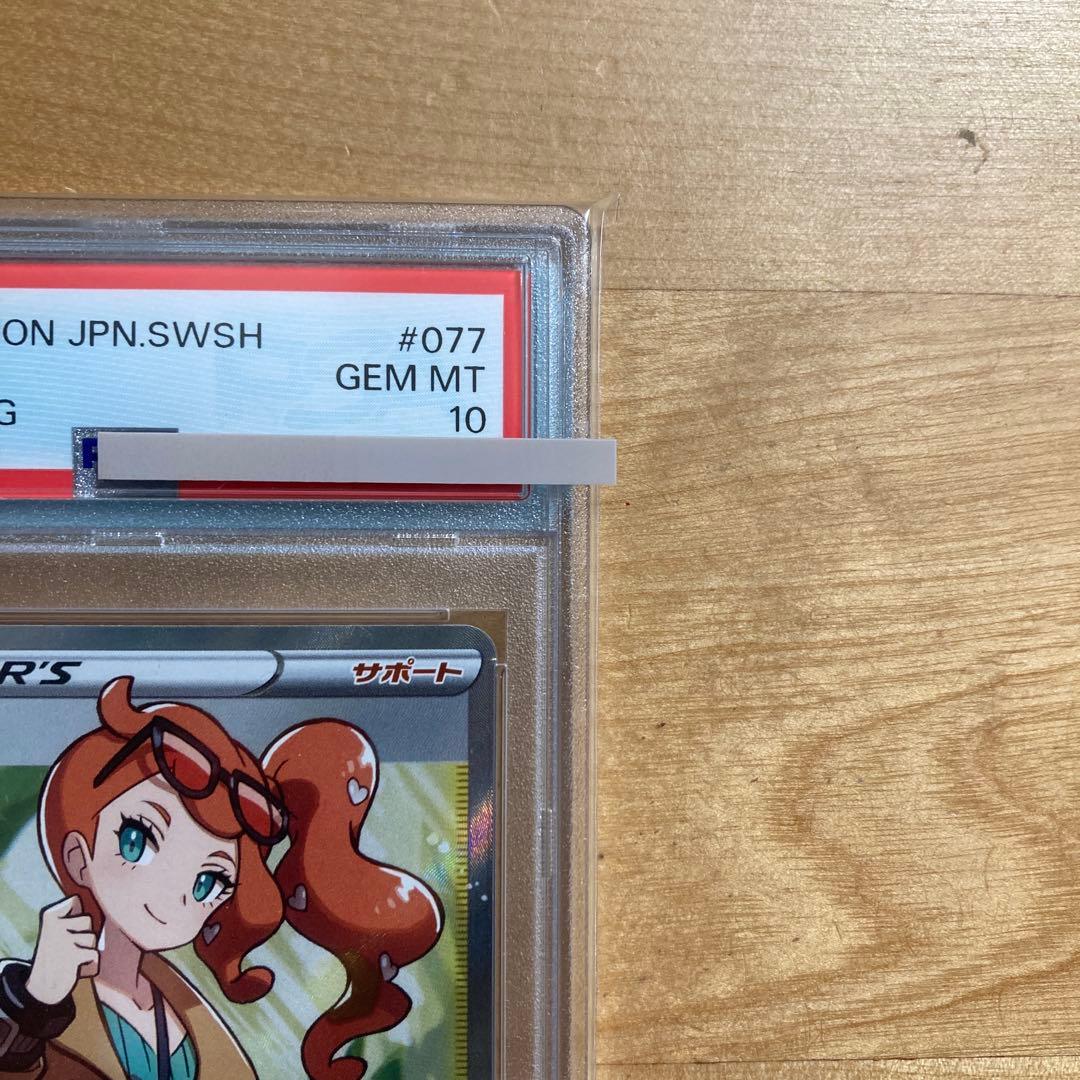 ON JPN.SWSH #077
GEM MT
G 10
R'S サポート